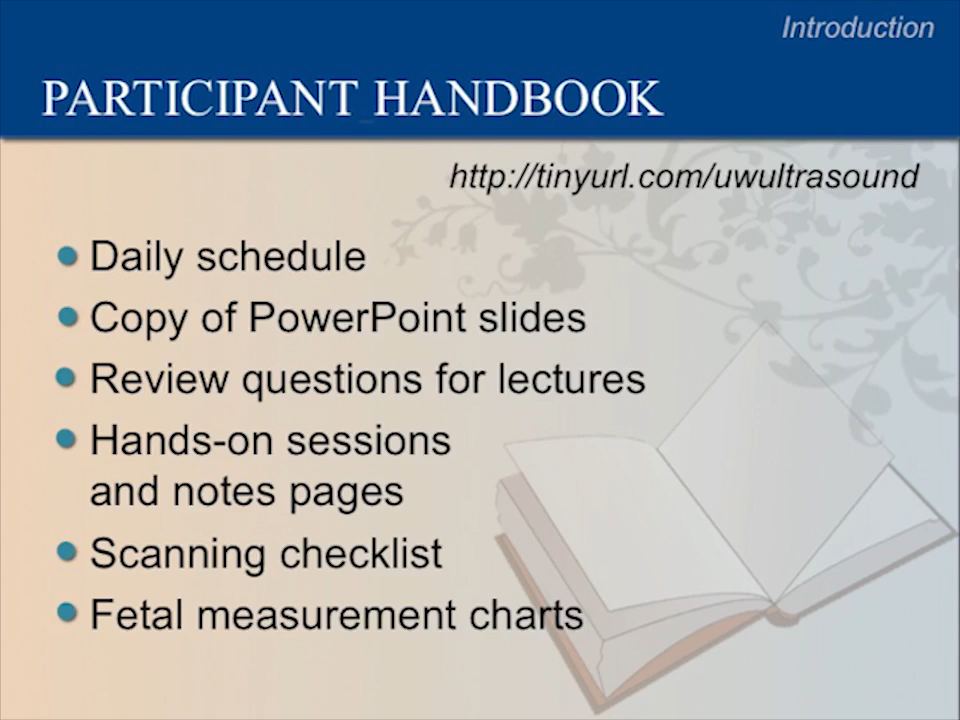 Introduction
PARTICIPANT HANDBOOK
http://tinyurl.com/uwultrasound
Daily schedule
Copy of PowerPoint slides
Review questions for lectures
Hands-on sessions
and notes pages
Scanning checklist
Fetal measurement charts